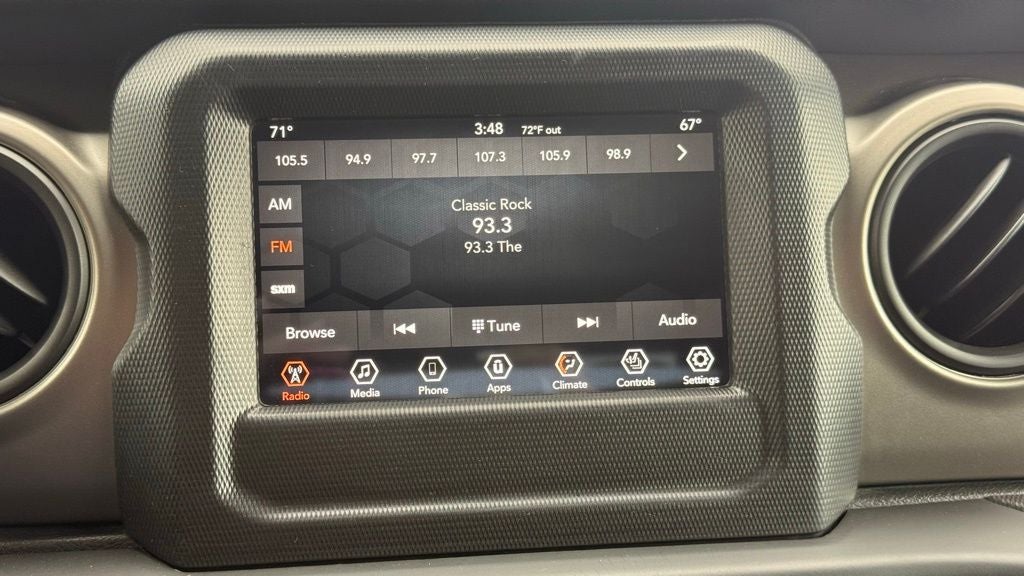 71° 3:48 72°F out 67°
105.5 94.9 97.7 107.3 105.9 98.9
AM
Classic Rock
93.3
FM
93.3 The
sxm
Browse Tune Audio
Radio Media Phone Apps Climate Controls Settings